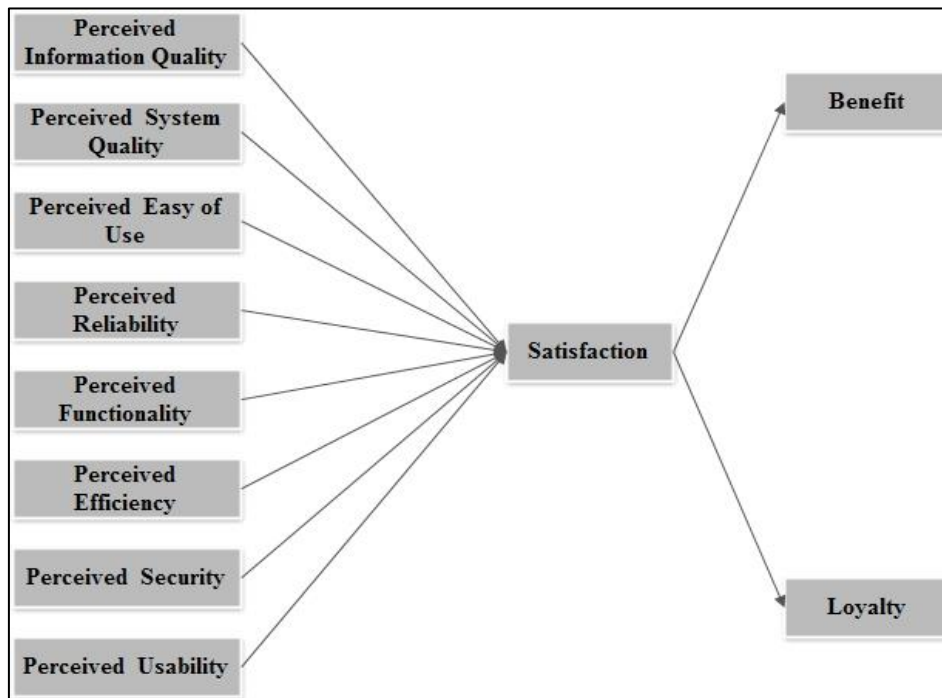 Perceived
Information Quality
Perceived System
Quality
Perceived Easy of
Use
Perceived
Reliability
Perceived
Functionality
Perceived
Efficiency
Perceived Security
Perceived Usability
Satisfaction
Benefit
Loyalty